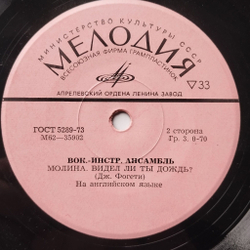 МИНИСТЕРСТВО КУЛЬТУРЫ СССР
МЕЛОДИЯ
ВСЕСОЮЗНАЯ ФИРМА ГРАМПЛАСТИНОК
АПРЕЛЕВСКИЙ ОРДЕНА ЛЕНИНА ЗАВОД
33
ГОСТ 5289-73
М62—35902
2 сторона
Гр. 3. 0-70
ВОК.-ИНСТР. АНСАМБЛЬ
МОЛИНА. ВИДЕЛ ЛИ ТЫ ДОЖДЬ?
(Дж. Фогети)
На английском языке